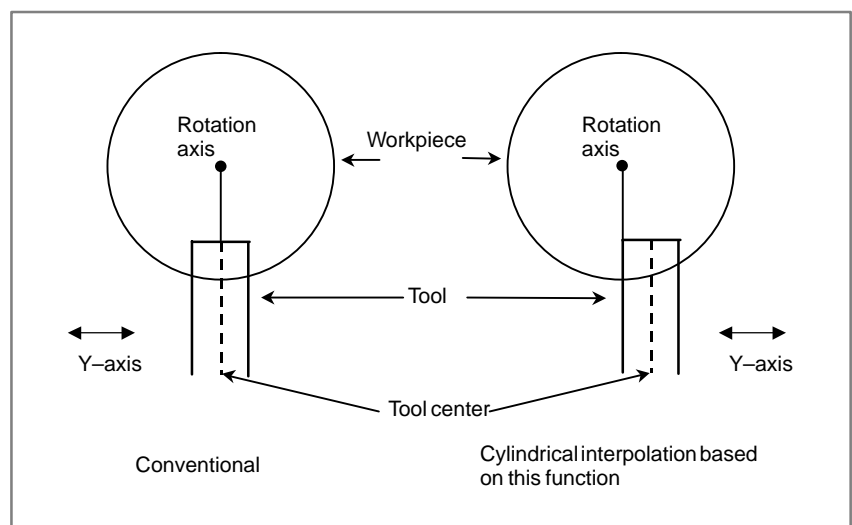 Rotation
axis
Workpiece
Rotation
axis
Tool
Y–axis
Y–axis
Tool center
Conventional
Cylindrical interpolation based
on this function